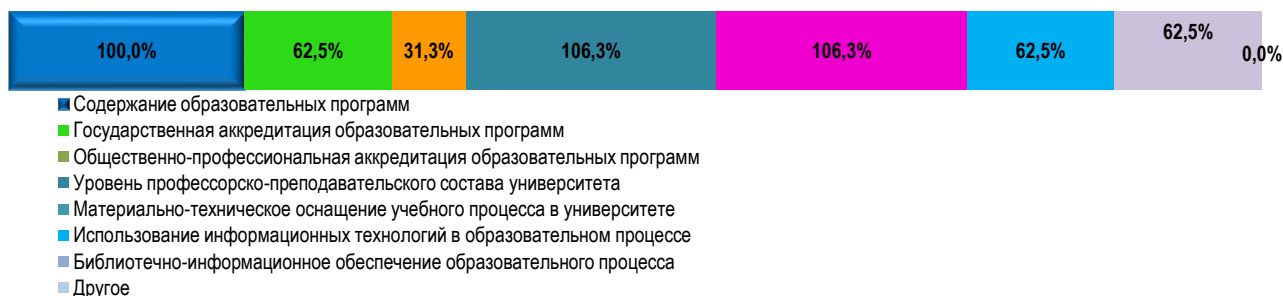 100,0% 62,5% 31,3% 106,3% 106,3% 62,5% 62,5% 0,0%
Содержание образовательных программ
Государственная аккредитация образовательных программ
Общественно-профессиональная аккредитация образовательных программ
Уровень профессорско-преподавательского состава университета
Материально-техническое оснащение учебного процесса в университете
Использование информационных технологий в образовательном процессе
Библиотечно-информационное обеспечение образовательного процесса
Другое